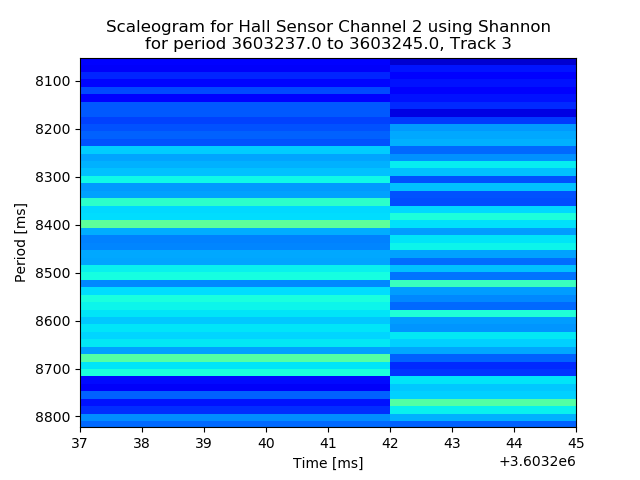 Scaleogram for Hall Sensor Channel 2 using Shannon
for period 3603237.0 to 3603245.0, Track 3
8100
8200
8300
8400
8500
8600
8700
8800
Period [ms]
37 38 39 40 41 42 43 44 45
Time [ms]
+3.6032e6